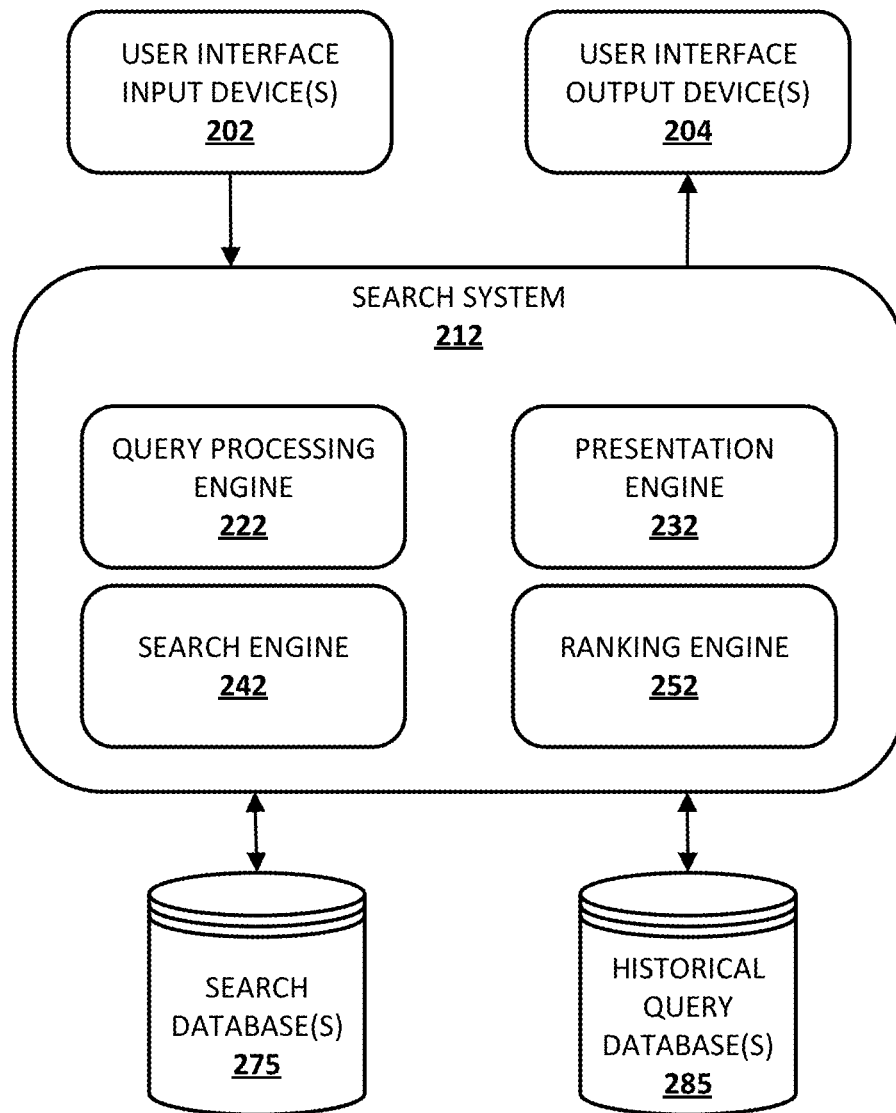 USER INTERFACE
INPUT DEVICE(S)
202
USER INTERFACE
OUTPUT DEVICE(S)
204
SEARCH SYSTEM
212
QUERY PROCESSING
ENGINE
222
PRESENTATION
ENGINE
232
SEARCH ENGINE
242
RANKING ENGINE
252
SEARCH
DATABASE(S)
275
HISTORICAL
QUERY
DATABASE(S)
285